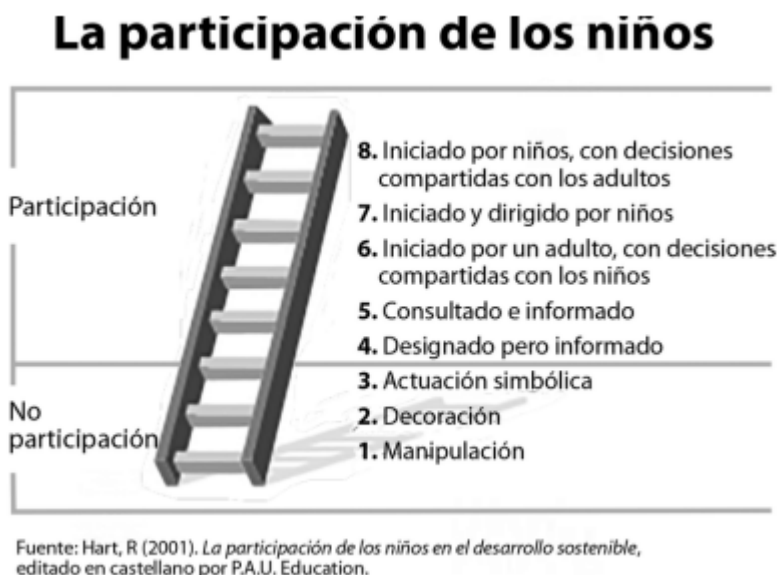 La participación de los niños
Participación
8. Iniciado por niños, con decisiones
compartidas con los adultos
7. Iniciado y dirigido por niños
6. Iniciado por un adulto, con decisiones
compartidas con los niños
5. Consultado e informado
4. Designado pero informado
3. Actuación simbólica
No
participación
2. Decoración
1. Manipulación
Fuente: Hart, R (2001). La participación de los niños en el desarrollo sostenible,
editado en castellano por P.A.U. Education.